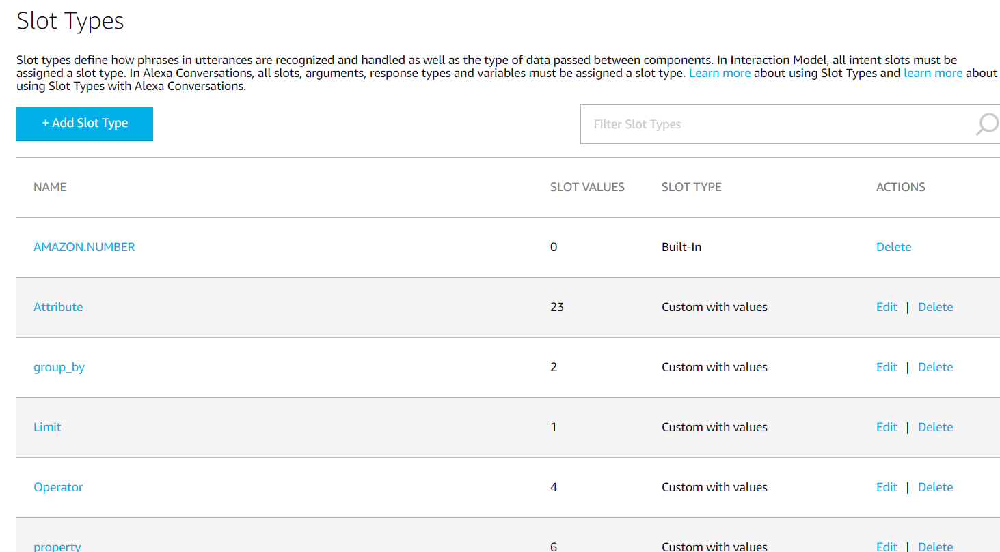 Slot Types
Slot types define how phrases in utterances are recognized and handled as well as the type of data passed between components. In Interaction Model, all intent slots must be
assigned a slot type. In Alexa Conversations, all slots, arguments, response types and variables must be assigned a slot type. Learn more about using Slot Types and learn more about
using Slot Types with Alexa Conversations.
+ Add Slot Type
Filter Slot Types
NAME SLOT VALUES SLOT TYPE ACTIONS
AMAZON.NUMBER 0 Built-In Delete
Attribute 23 Custom with values Edit | Delete
group_by 2 Custom with values Edit | Delete
Limit 1 Custom with values Edit | Delete
Operator 4 Custom with values Edit | Delete
property 6 Custom with values Edit | Delete